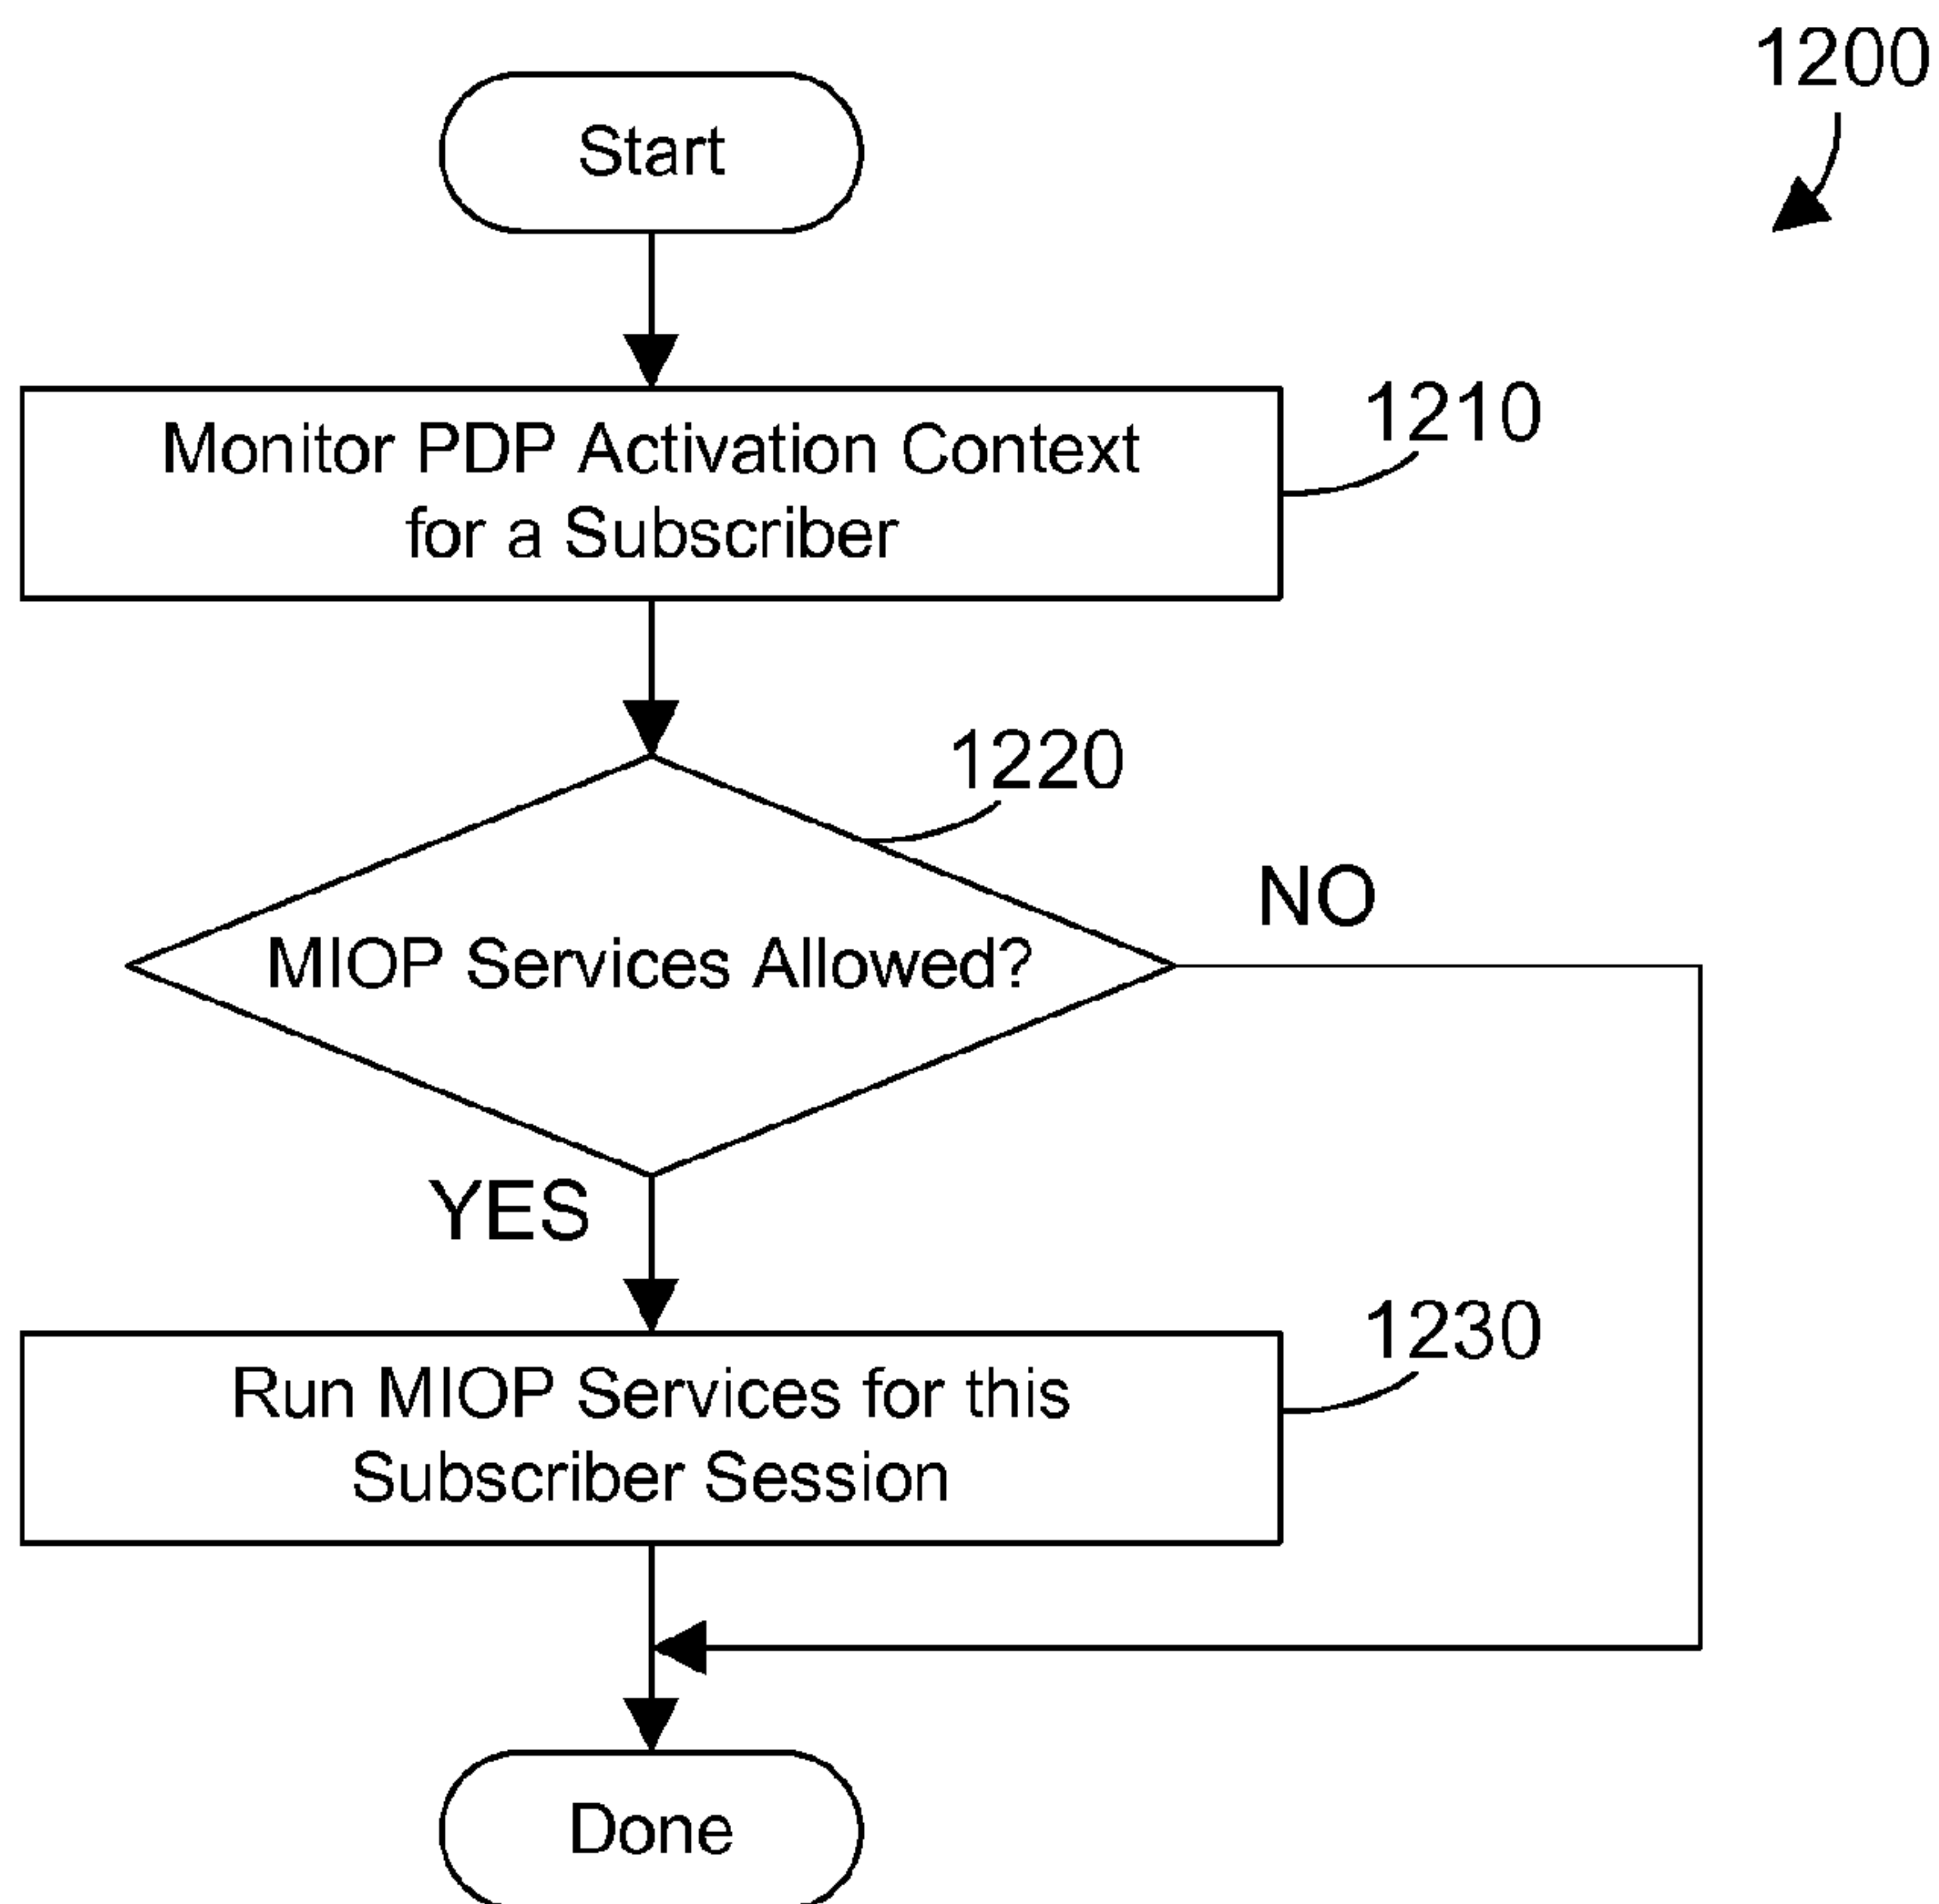 1200
Start
Monitor PDP Activation Context
for a Subscriber
1210
1220
MIOP Services Allowed?
NO
YES
Run MIOP Services for this
Subscriber Session
1230
Done